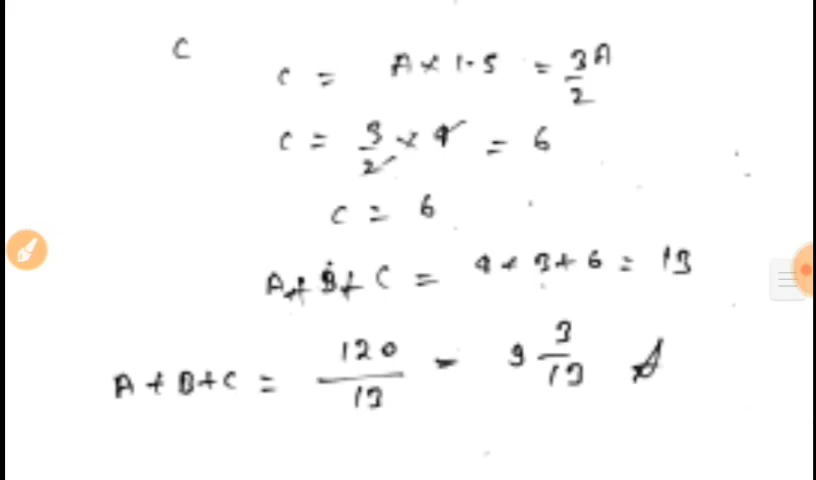 C
C = A × 1.5 = 3A/2
C = 3/2 × 4 = 6
C = 6
A + B + C = 4 + 3 + 6 = 13
A + B + C = 120/13 - 9 3/13